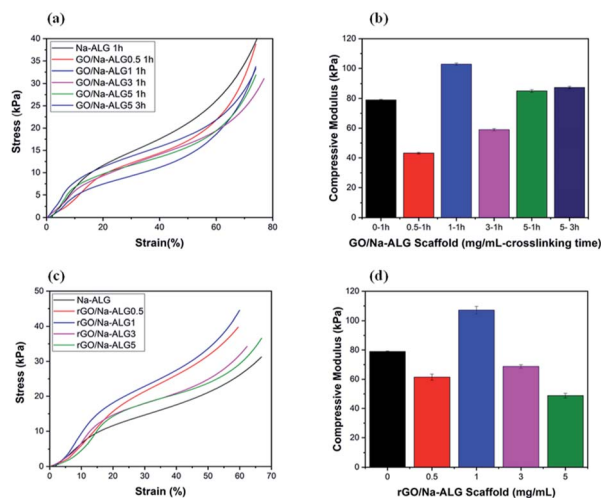 (a)
Na-ALG 1h
GO/Na-ALG0.5 1h
GO/Na-ALG1 1h
GO/Na-ALG3 1h
GO/Na-ALG5 1h
GO/Na-ALG5 3h
40
35
30
25
20
15
10
5
0
Stress (kPa)
0 20 40 60 80
Strain(%)
(b)
120
100
80
60
40
20
0
Compressive Modulus (kPa)
0-1h 0.5-1h 1-1h 3-1h 5-1h 5- 3h
GO/Na-ALG Scaffold (mg/mL-crosslinking time)
(c)
Na-ALG
rGO/Na-ALG0.5
rGO/Na-ALG1
rGO/Na-ALG3
rGO/Na-ALG5
50
40
30
20
10
0
Stress (kPa)
0 10 20 30 40 50 60 70
Strain (%)
(d)
120
100
80
60
40
20
0
Compressive Modulus (kPa)
0 0.5 1 3 5
rGO/Na-ALG Scaffold (mg/mL)